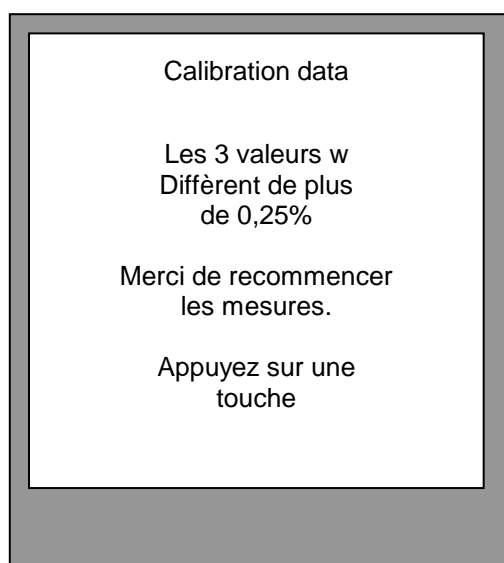 Calibration data
Les 3 valeurs w
Diffèrent de plus
de 0,25%
Merci de recommencer
les mesures.
Appuyez sur une
touche